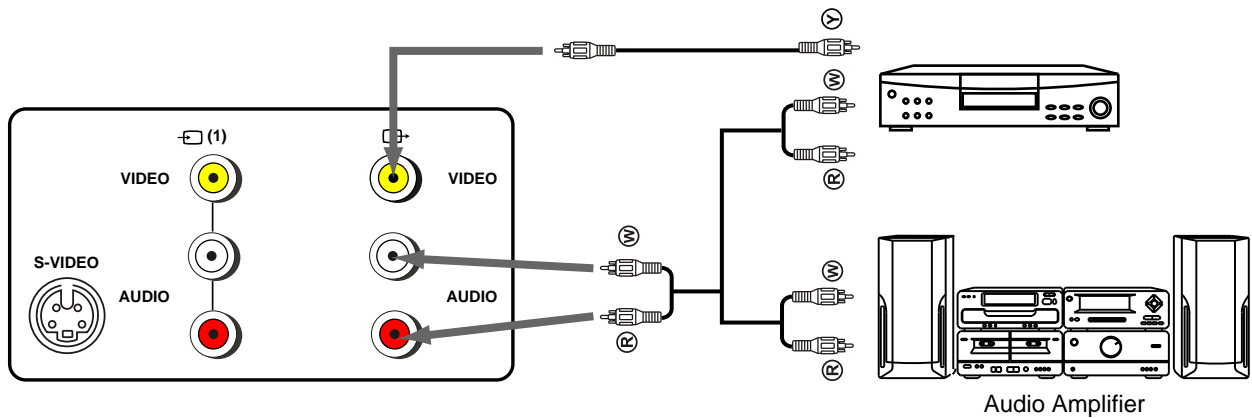 Y
W
(1)
VIDEO
VIDEO
R
W
S-VIDEO
W
AUDIO
AUDIO
R
R
Audio Amplifier